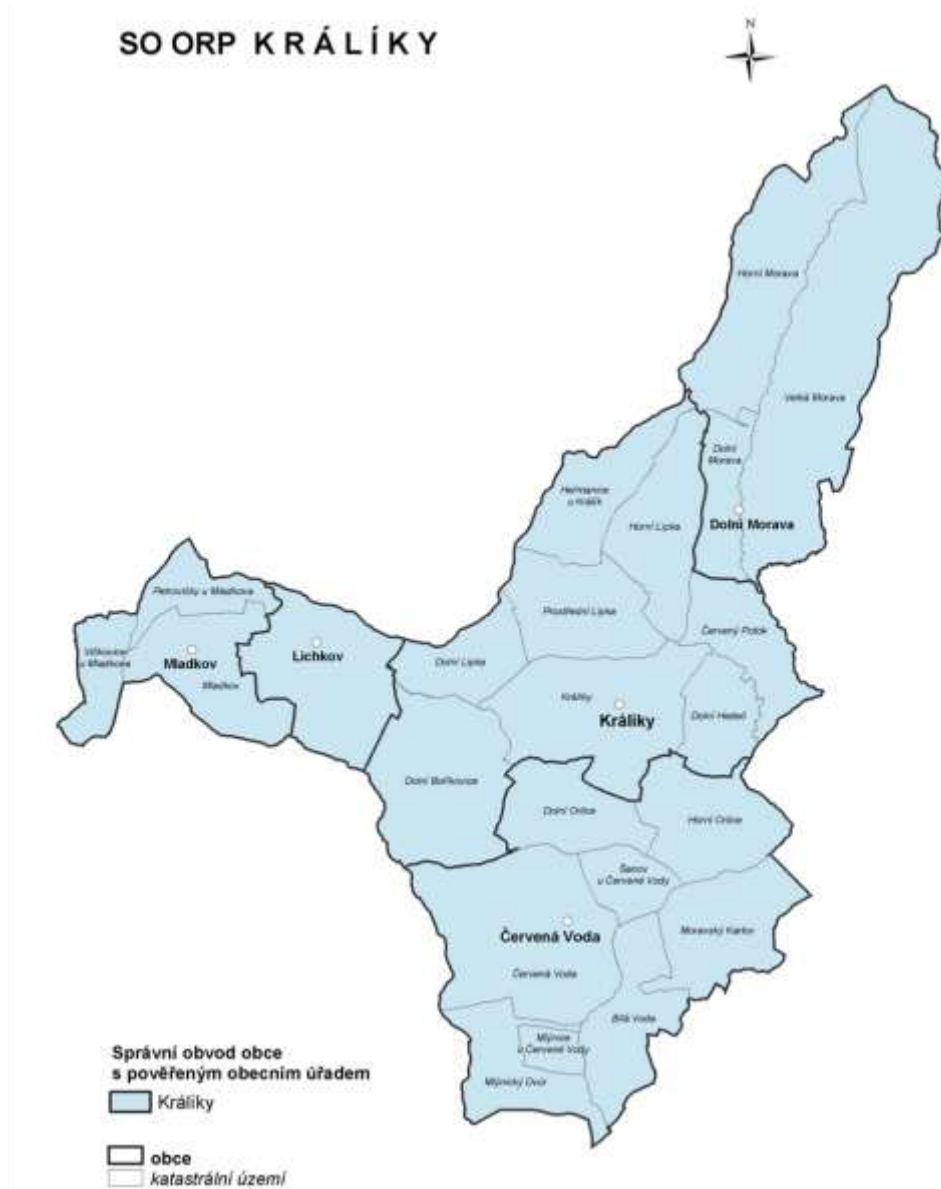 SO ORP KRÁLÍKY
N
Horní Morava
Velká Morava
Dolní
Morava
Dolní Morava
Heřmanice
u Králík
Horní Lipka
Prostřední Lipka
Červený Potok
Petrovičky u Mladkova
Vlčkovice
u Mladkova
Mladkov
Mladkov
Lichkov
Dolní Lipka
Králíky
Králíky
Dolní Hedeč
Dolní Boříkovice
Dolní Orlice
Horní Orlice
Šanov
u Červené Vody
Moravský Karlov
Červená Voda
Červená Voda
Bílá Voda
Mlýnice
u Červené Vody
Mlýnický Dvůr
Správní obvod obce
s pověřeným obecním úřadem
Králíky
obce
katastrální území